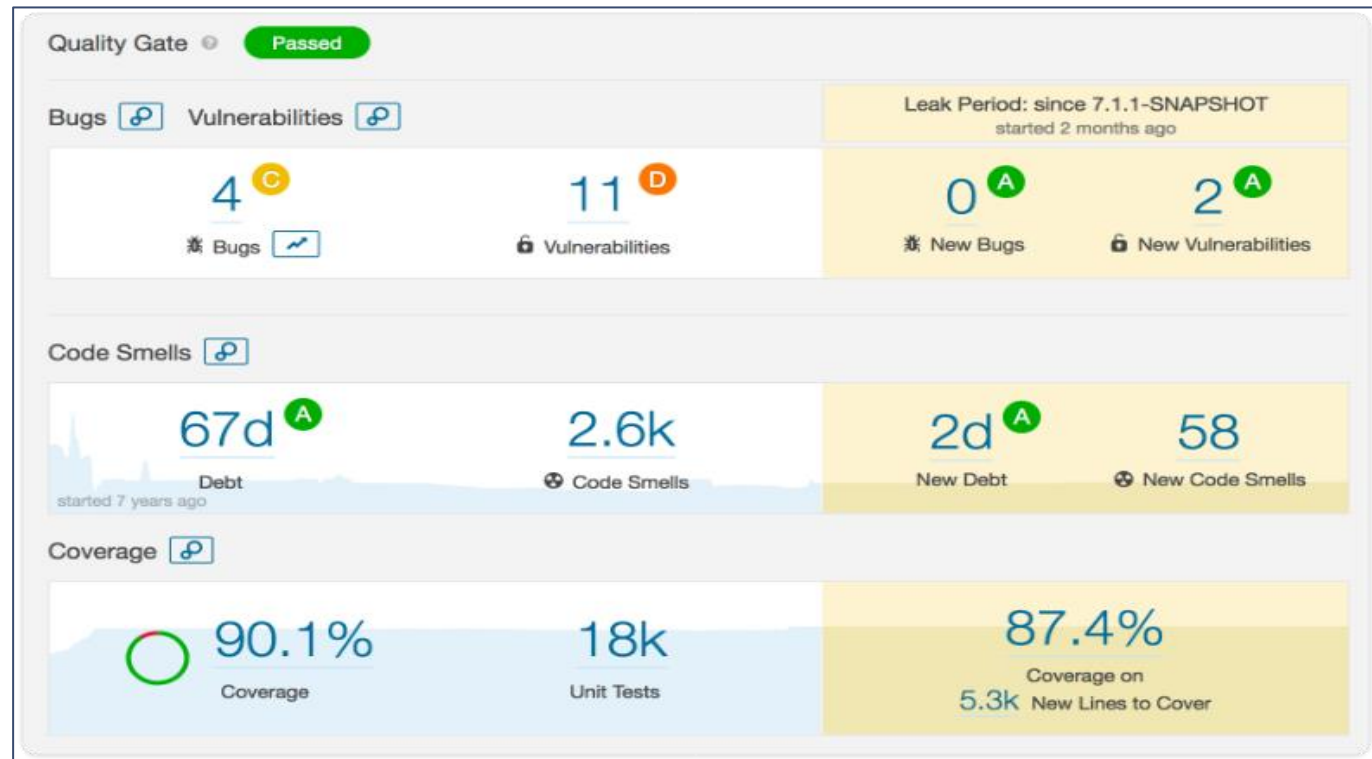 Quality Gate Passed
Bugs Vulnerabilities
Leak Period: since 7.1.1-SNAPSHOT
started 2 months ago
4 C 11 D 0 A 2 A
Bugs Vulnerabilities New Bugs New Vulnerabilities
Code Smells
67d A 2.6k 2d A 58
Debt Code Smells New Debt New Code Smells
started 7 years ago
Coverage
90.1% 18k 87.4%
Coverage Unit Tests Coverage on
5.3k New Lines to Cover